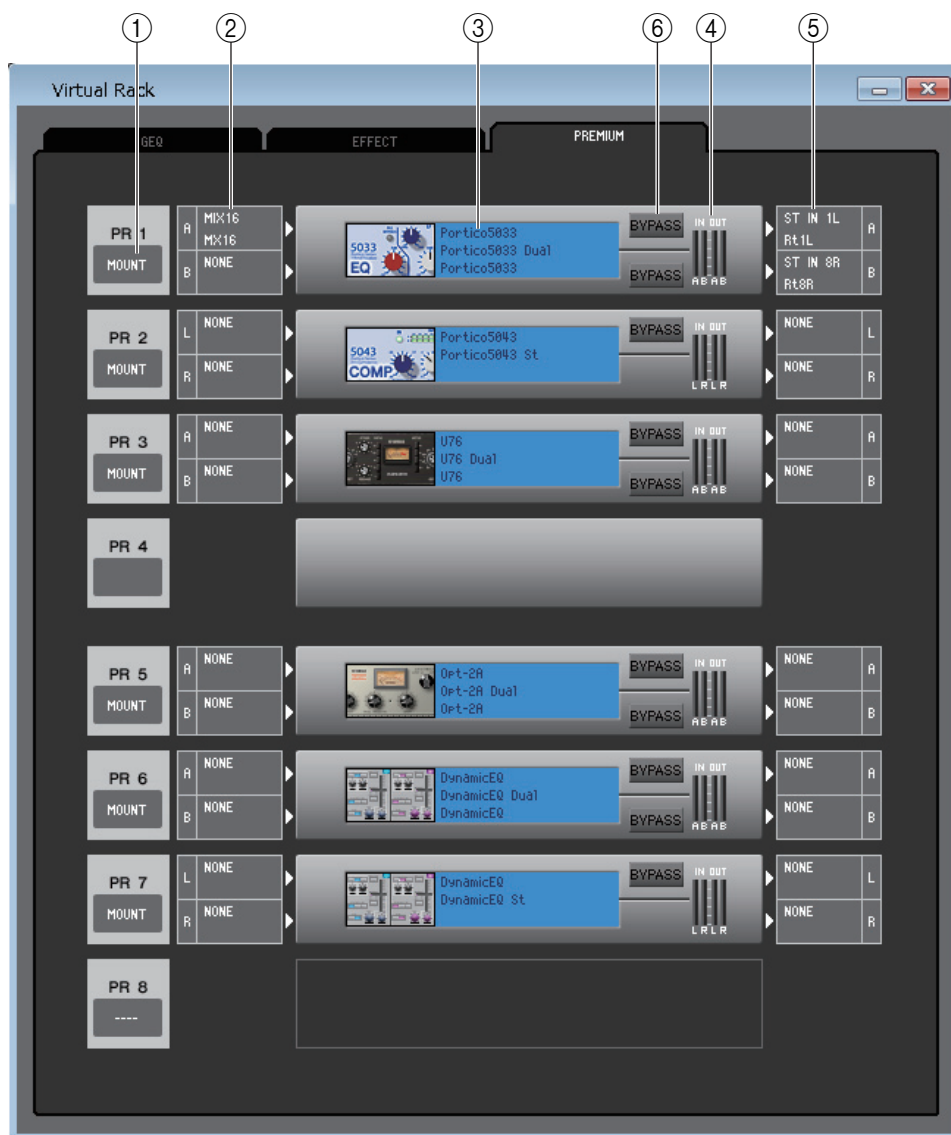 ① ② ③ ⑥ ④ ⑤
Virtual Rack
GEQ EFFECT PREMIUM
PR 1
MOUNT
A MIX16
MIX16
B NONE
5033
EQ
Portico5033
Portico5033 Dual
Portico5033
BYPASS
BYPASS
IN OUT
A B A B
ST IN 1L A
Rt1L
ST IN 8R B
Rt8R
PR 2
MOUNT
L NONE
R NONE
5043
COMP
Portico5043
Portico5043 St
BYPASS
IN OUT
L R L R
NONE L
NONE R
PR 3
MOUNT
A NONE
B NONE
U76
U76 Dual
U76
BYPASS
BYPASS
IN OUT
A B A B
NONE A
NONE B
PR 4
PR 5
MOUNT
A NONE
B NONE
Opt-2A
Opt-2A Dual
Opt-2A
BYPASS
BYPASS
IN OUT
A B A B
NONE A
NONE B
PR 6
MOUNT
A NONE
B NONE
DynamicEQ
DynamicEQ Dual
DynamicEQ
BYPASS
BYPASS
IN OUT
A B A B
NONE A
NONE B
PR 7
MOUNT
L NONE
R NONE
DynamicEQ
DynamicEQ St
BYPASS
IN OUT
L R L R
NONE L
NONE R
PR 8
----